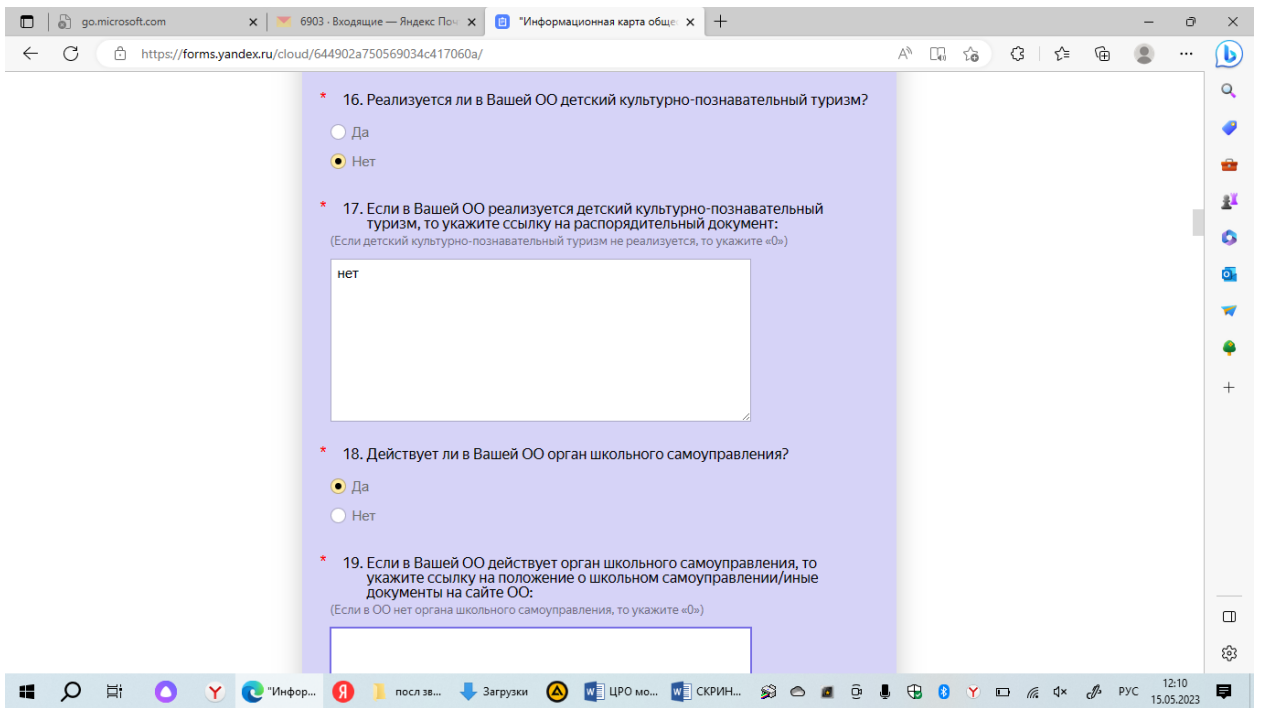 go.microsoft.com
6903 · Входящие — Яндекс Поч
"Информационная карта обще
https://forms.yandex.ru/cloud/644902a750569034c417060a/
* 16. Реализуется ли в Вашей ОО детский культурно-познавательный туризм?
Да
Нет
* 17. Если в Вашей ОО реализуется детский культурно-познавательный
туризм, то укажите ссылку на распорядительный документ:
(Если детский культурно-познавательный туризм не реализуется, то укажите «0»)
нет
* 18. Действует ли в Вашей ОО орган школьного самоуправления?
Да
Нет
* 19. Если в Вашей ОО действует орган школьного самоуправления, то
укажите ссылку на положение о школьном самоуправлении/иные
документы на сайте ОО:
(Если в ОО нет органа школьного самоуправления, то укажите «0»)
"Инфор...
посл зв...
Загрузки
ЦРО мо...
СКРИН...
РУС
12:10
15.05.2023